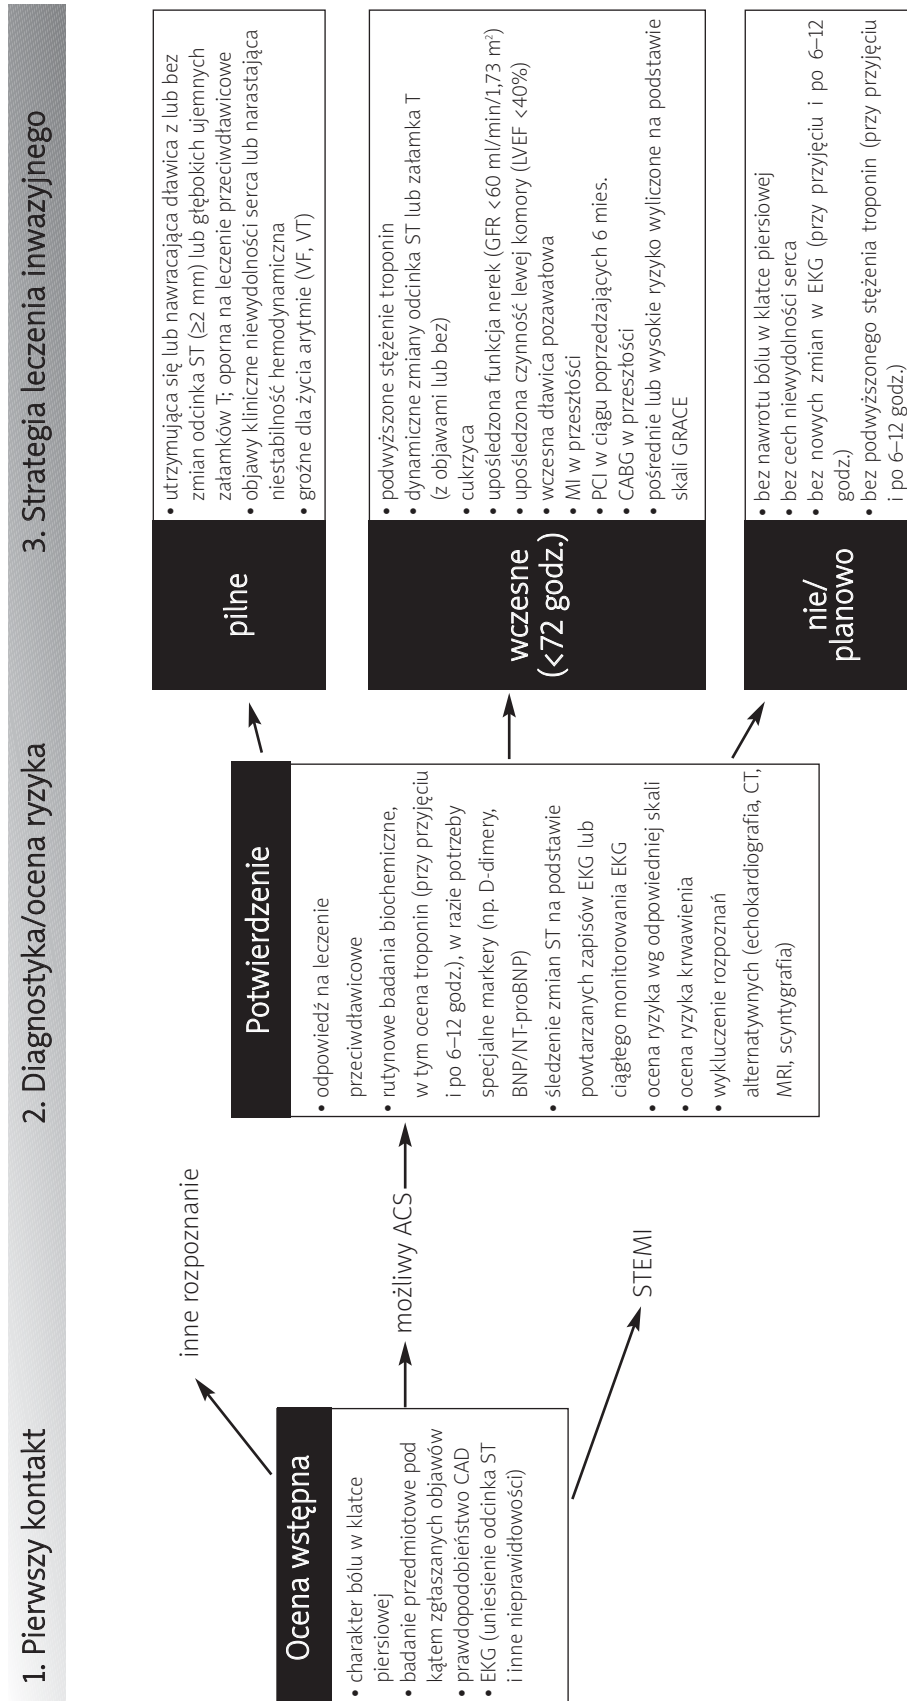 1. Pierwszy kontakt
2. Diagnostyka/ocena ryzyka
3. Strategia leczenia inwazyjnego
Ocena wstępna
• charakter bólu w klatce
piersiowej
• badanie przedmiotowe pod
kątem zgłaszanych objawów
• prawdopodobieństwo CAD
• EKG (uniesienie odcinka ST
i inne nieprawidłowości)
inne rozpoznanie
możliwy ACS
STEMI
Potwierdzenie
• odpowiedź na leczenie
przeciwdławicowe
• rutynowe badania biochemiczne,
w tym ocena troponin (przy przyjęciu
i po 6–12 godz.), w razie potrzeby
specjalne markery (np. D-dimery,
BNP/NT-proBNP)
• śledzenie zmian ST na podstawie
powtarzanych zapisów EKG lub
ciągłego monitorowania EKG
• ocena ryzyka wg odpowiedniej skali
• ocena ryzyka krwawienia
• wykluczenie rozpoznań
alternatywnych (echokardiografia, CT,
MRI, scyntygrafia)
pilne
• utrzymująca się lub nawracająca dławica z lub bez
zmian odcinka ST (≥2 mm) lub głębokich ujemnych
załamków T; oporna na leczenie przeciwdławicowe
• objawy kliniczne niewydolności serca lub narastająca
niestabilność hemodynamiczna
• groźne dla życia arytmie (VF, VT)
wczesne
(<72 godz.)
• podwyższone stężenie troponin
• dynamiczne zmiany odcinka ST lub załamka T
(z objawami lub bez)
• cukrzyca
• upośledzona funkcja nerek (GFR <60 ml/min/1,73 m²)
• upośledzona czynność lewej komory (LVEF <40%)
• wczesna dławica pozawałowa
• MI w przeszłości
• PCI w ciągu poprzedzających 6 mies.
• CABG w przeszłości
• pośrednie lub wysokie ryzyko wyliczone na podstawie
skali GRACE
nie/
planowo
• bez nawrotu bólu w klatce piersiowej
• bez cech niewydolności serca
• bez nowych zmian w EKG (przy przyjęciu i po 6–12
godz.)
• bez podwyższonego stężenia troponin (przy przyjęciu
i po 6–12 godz.)